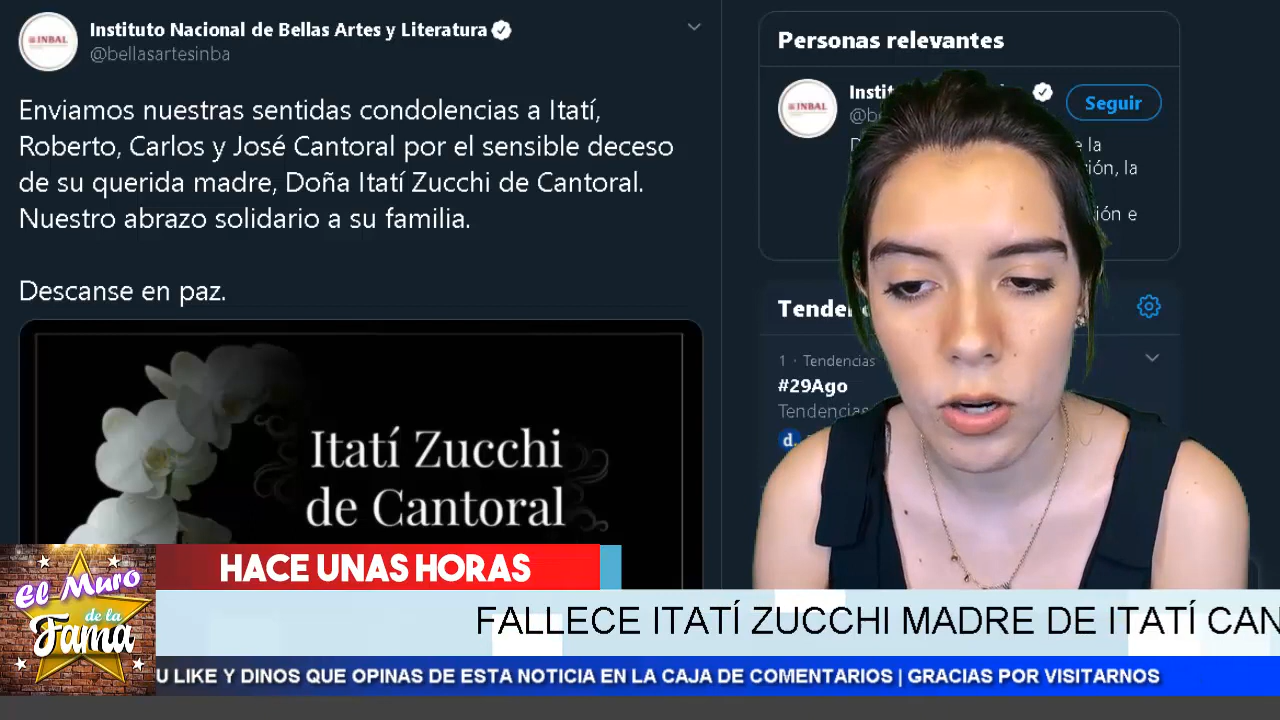 Instituto Nacional de Bellas Artes y Literatura
@bellasartesinba
Enviamos nuestras sentidas condolencias a Itatí,
Roberto, Carlos y José Cantoral por el sensible deceso
de su querida madre, Doña Itatí Zucchi de Cantoral.
Nuestro abrazo solidario a su familia.
Descanse en paz.
INBAL
Itatí Zucchi
de Cantoral
Personas relevantes
INBAL
Seguir
la
Tendencias
1 · Tendencias
#29Ago
Tendencias
d.
HACE UNAS HORAS
El Muro
de la
Fama
FALLECE ITATÍ ZUCCHI MADRE DE ITATÍ CAN
U LIKE Y DINOS QUE OPINAS DE ESTA NOTICIA EN LA CAJA DE COMENTARIOS | GRACIAS POR VISITARNOS